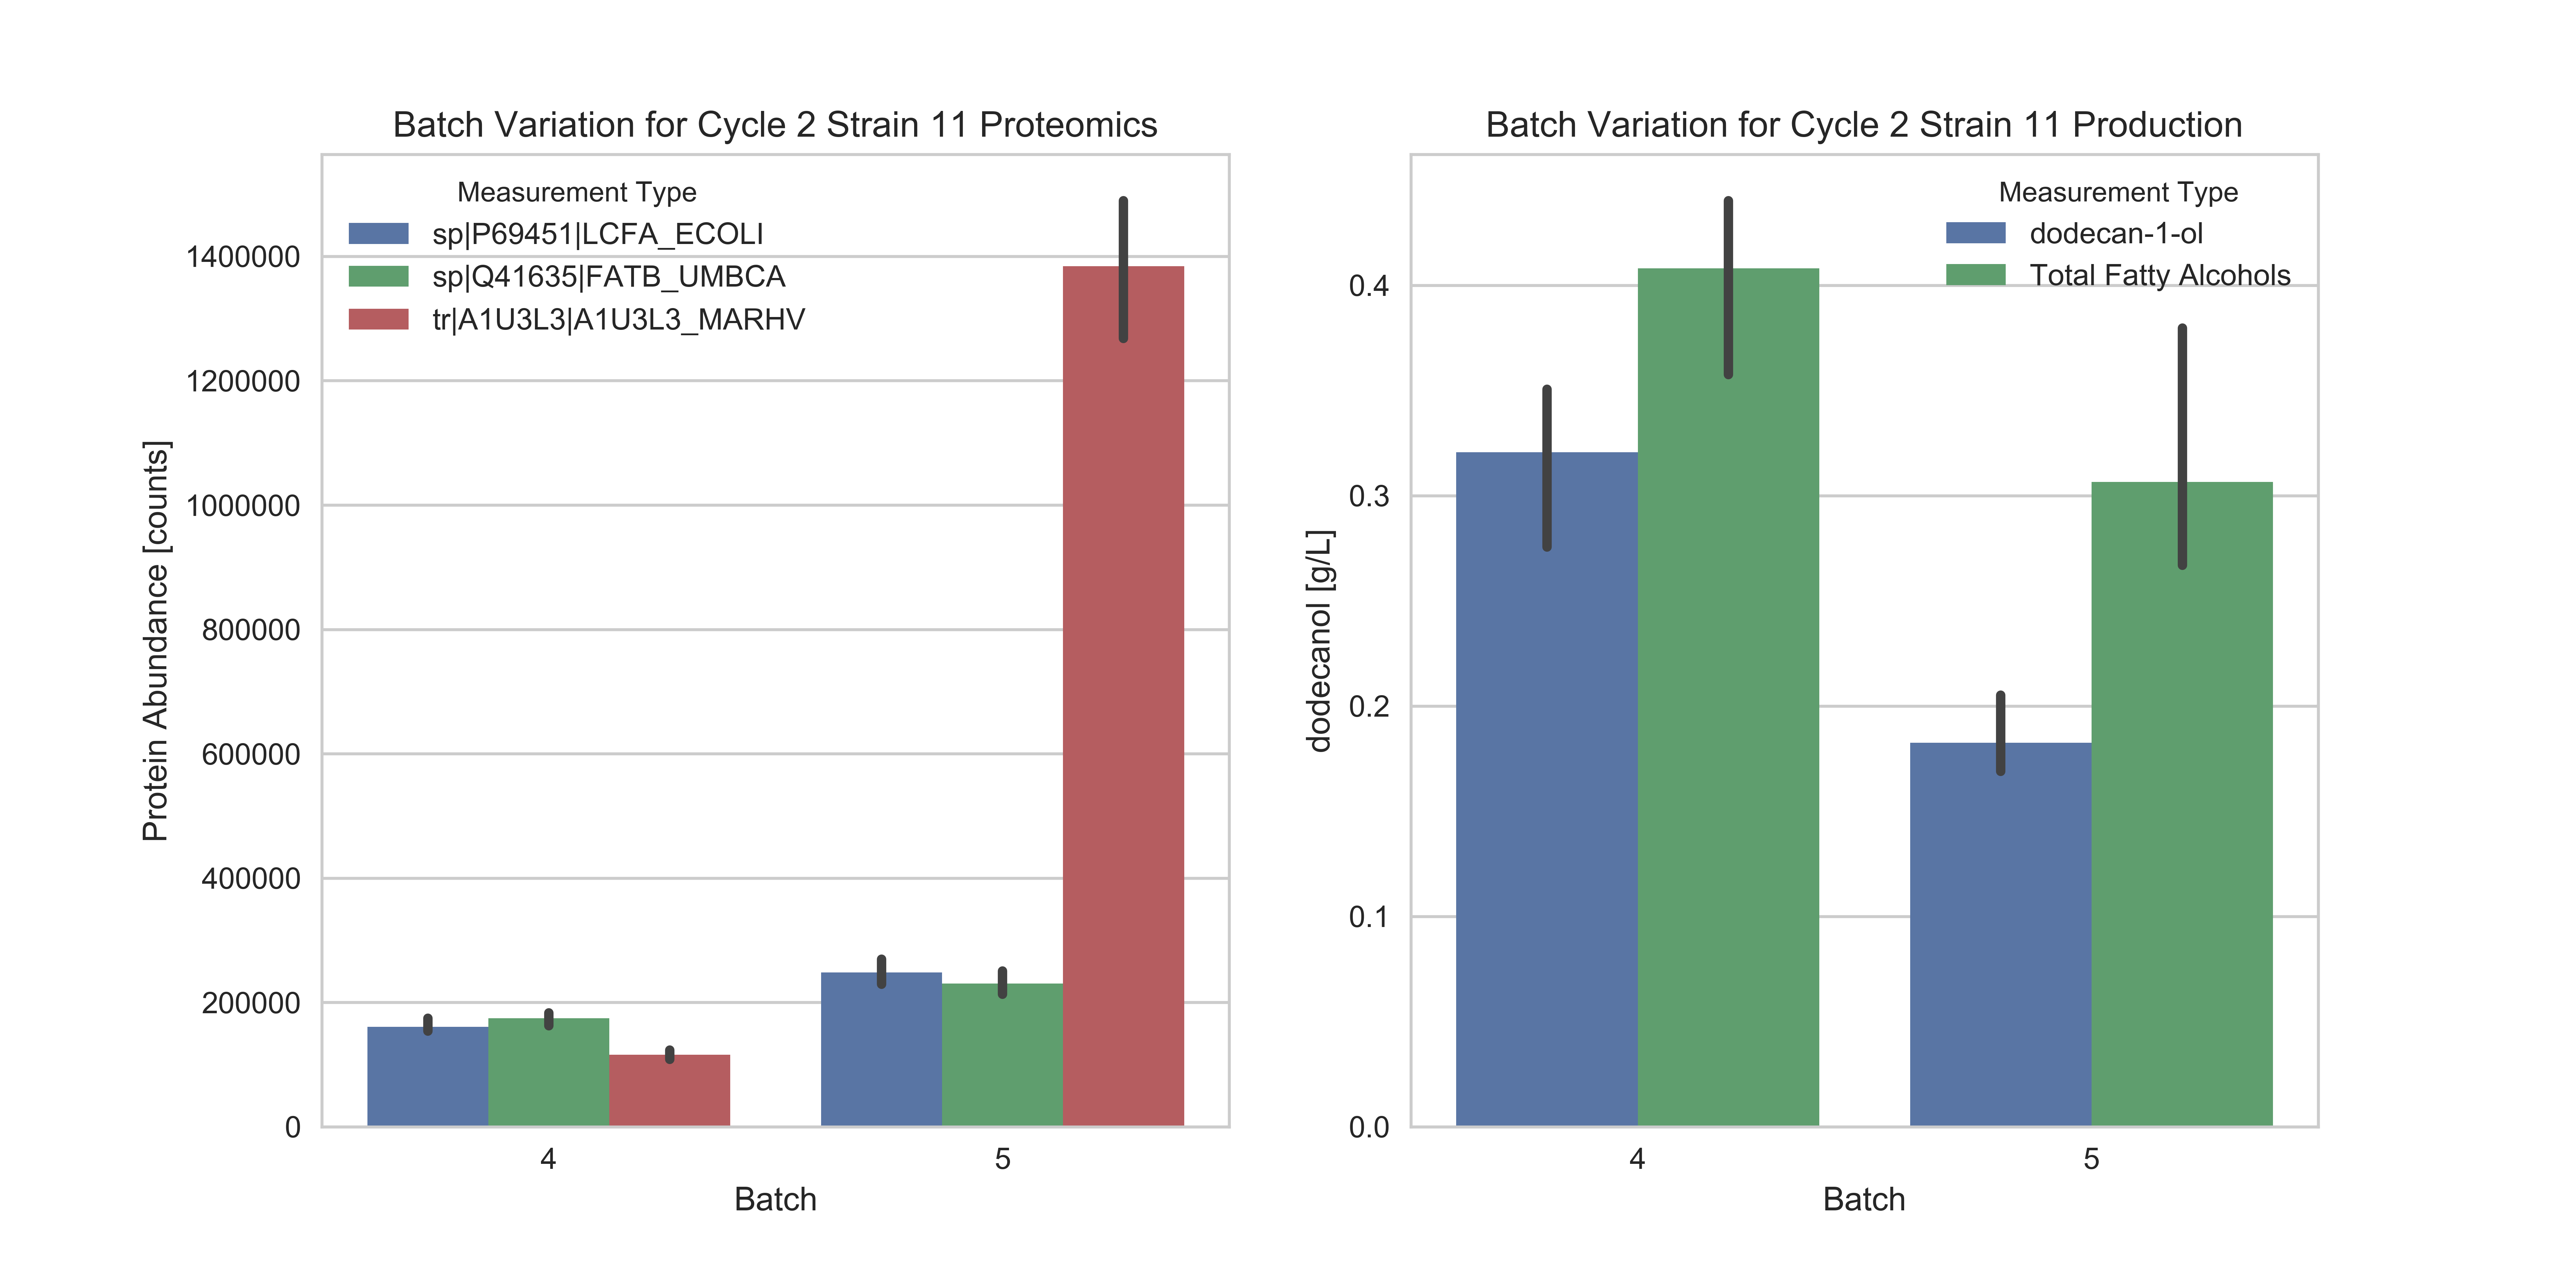 Batch Variation for Cycle 2 Strain 11 Proteomics
Measurement Type
sp|P69451|LCFA_ECOLI
sp|Q41635|FATB_UMBCA
tr|A1U3L3|A1U3L3_MARHV
Protein Abundance [counts]
1400000
1200000
1000000
800000
600000
400000
200000
0
4
5
Batch
Batch Variation for Cycle 2 Strain 11 Production
Measurement Type
dodecan-1-ol
Total Fatty Alcohols
dodecanol [g/L]
0.4
0.3
0.2
0.1
0.0
4
5
Batch